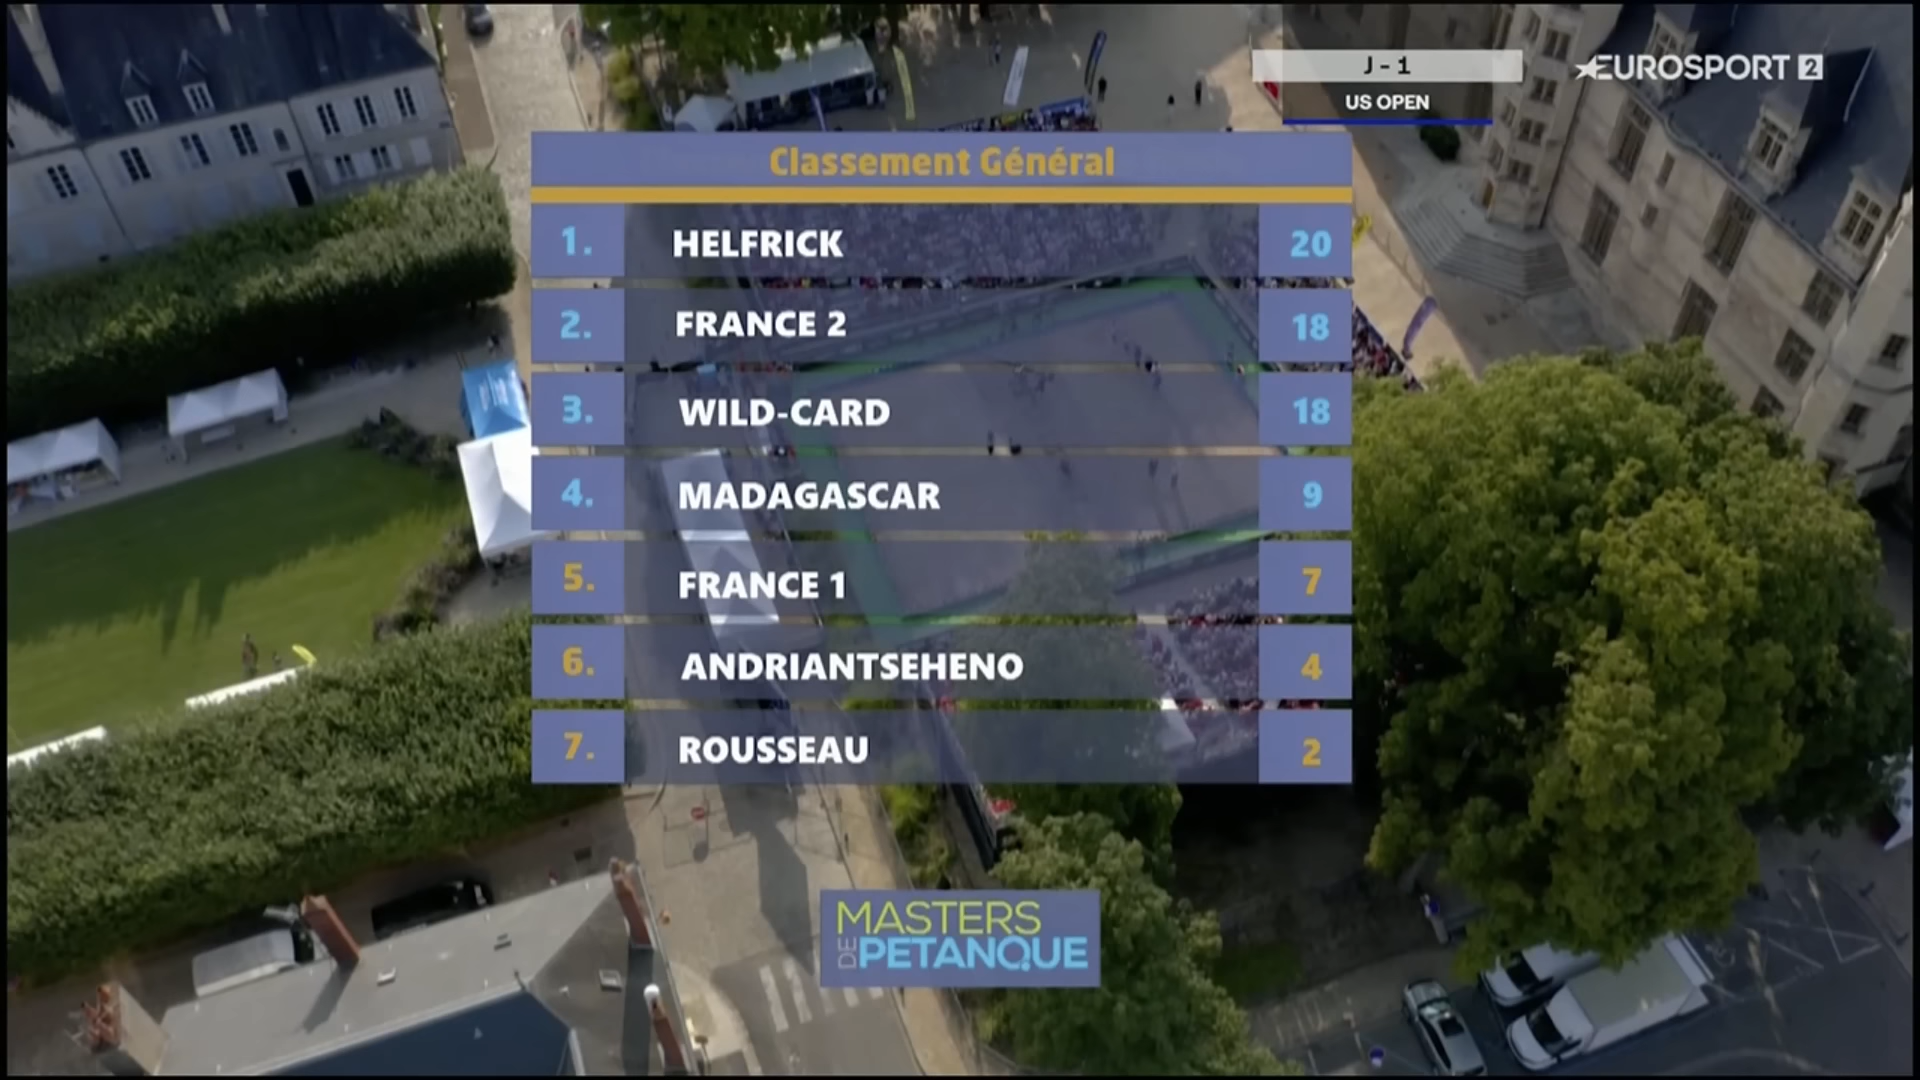 J - 1
US OPEN
EUROSPORT 2
Classement Général
1. HELFRICK 20
2. FRANCE 2 18
3. WILD-CARD 18
4. MADAGASCAR 9
5. FRANCE 1 7
6. ANDRIANTSEHENO 4
7. ROUSSEAU 2
MASTERS
DE PETANQUE